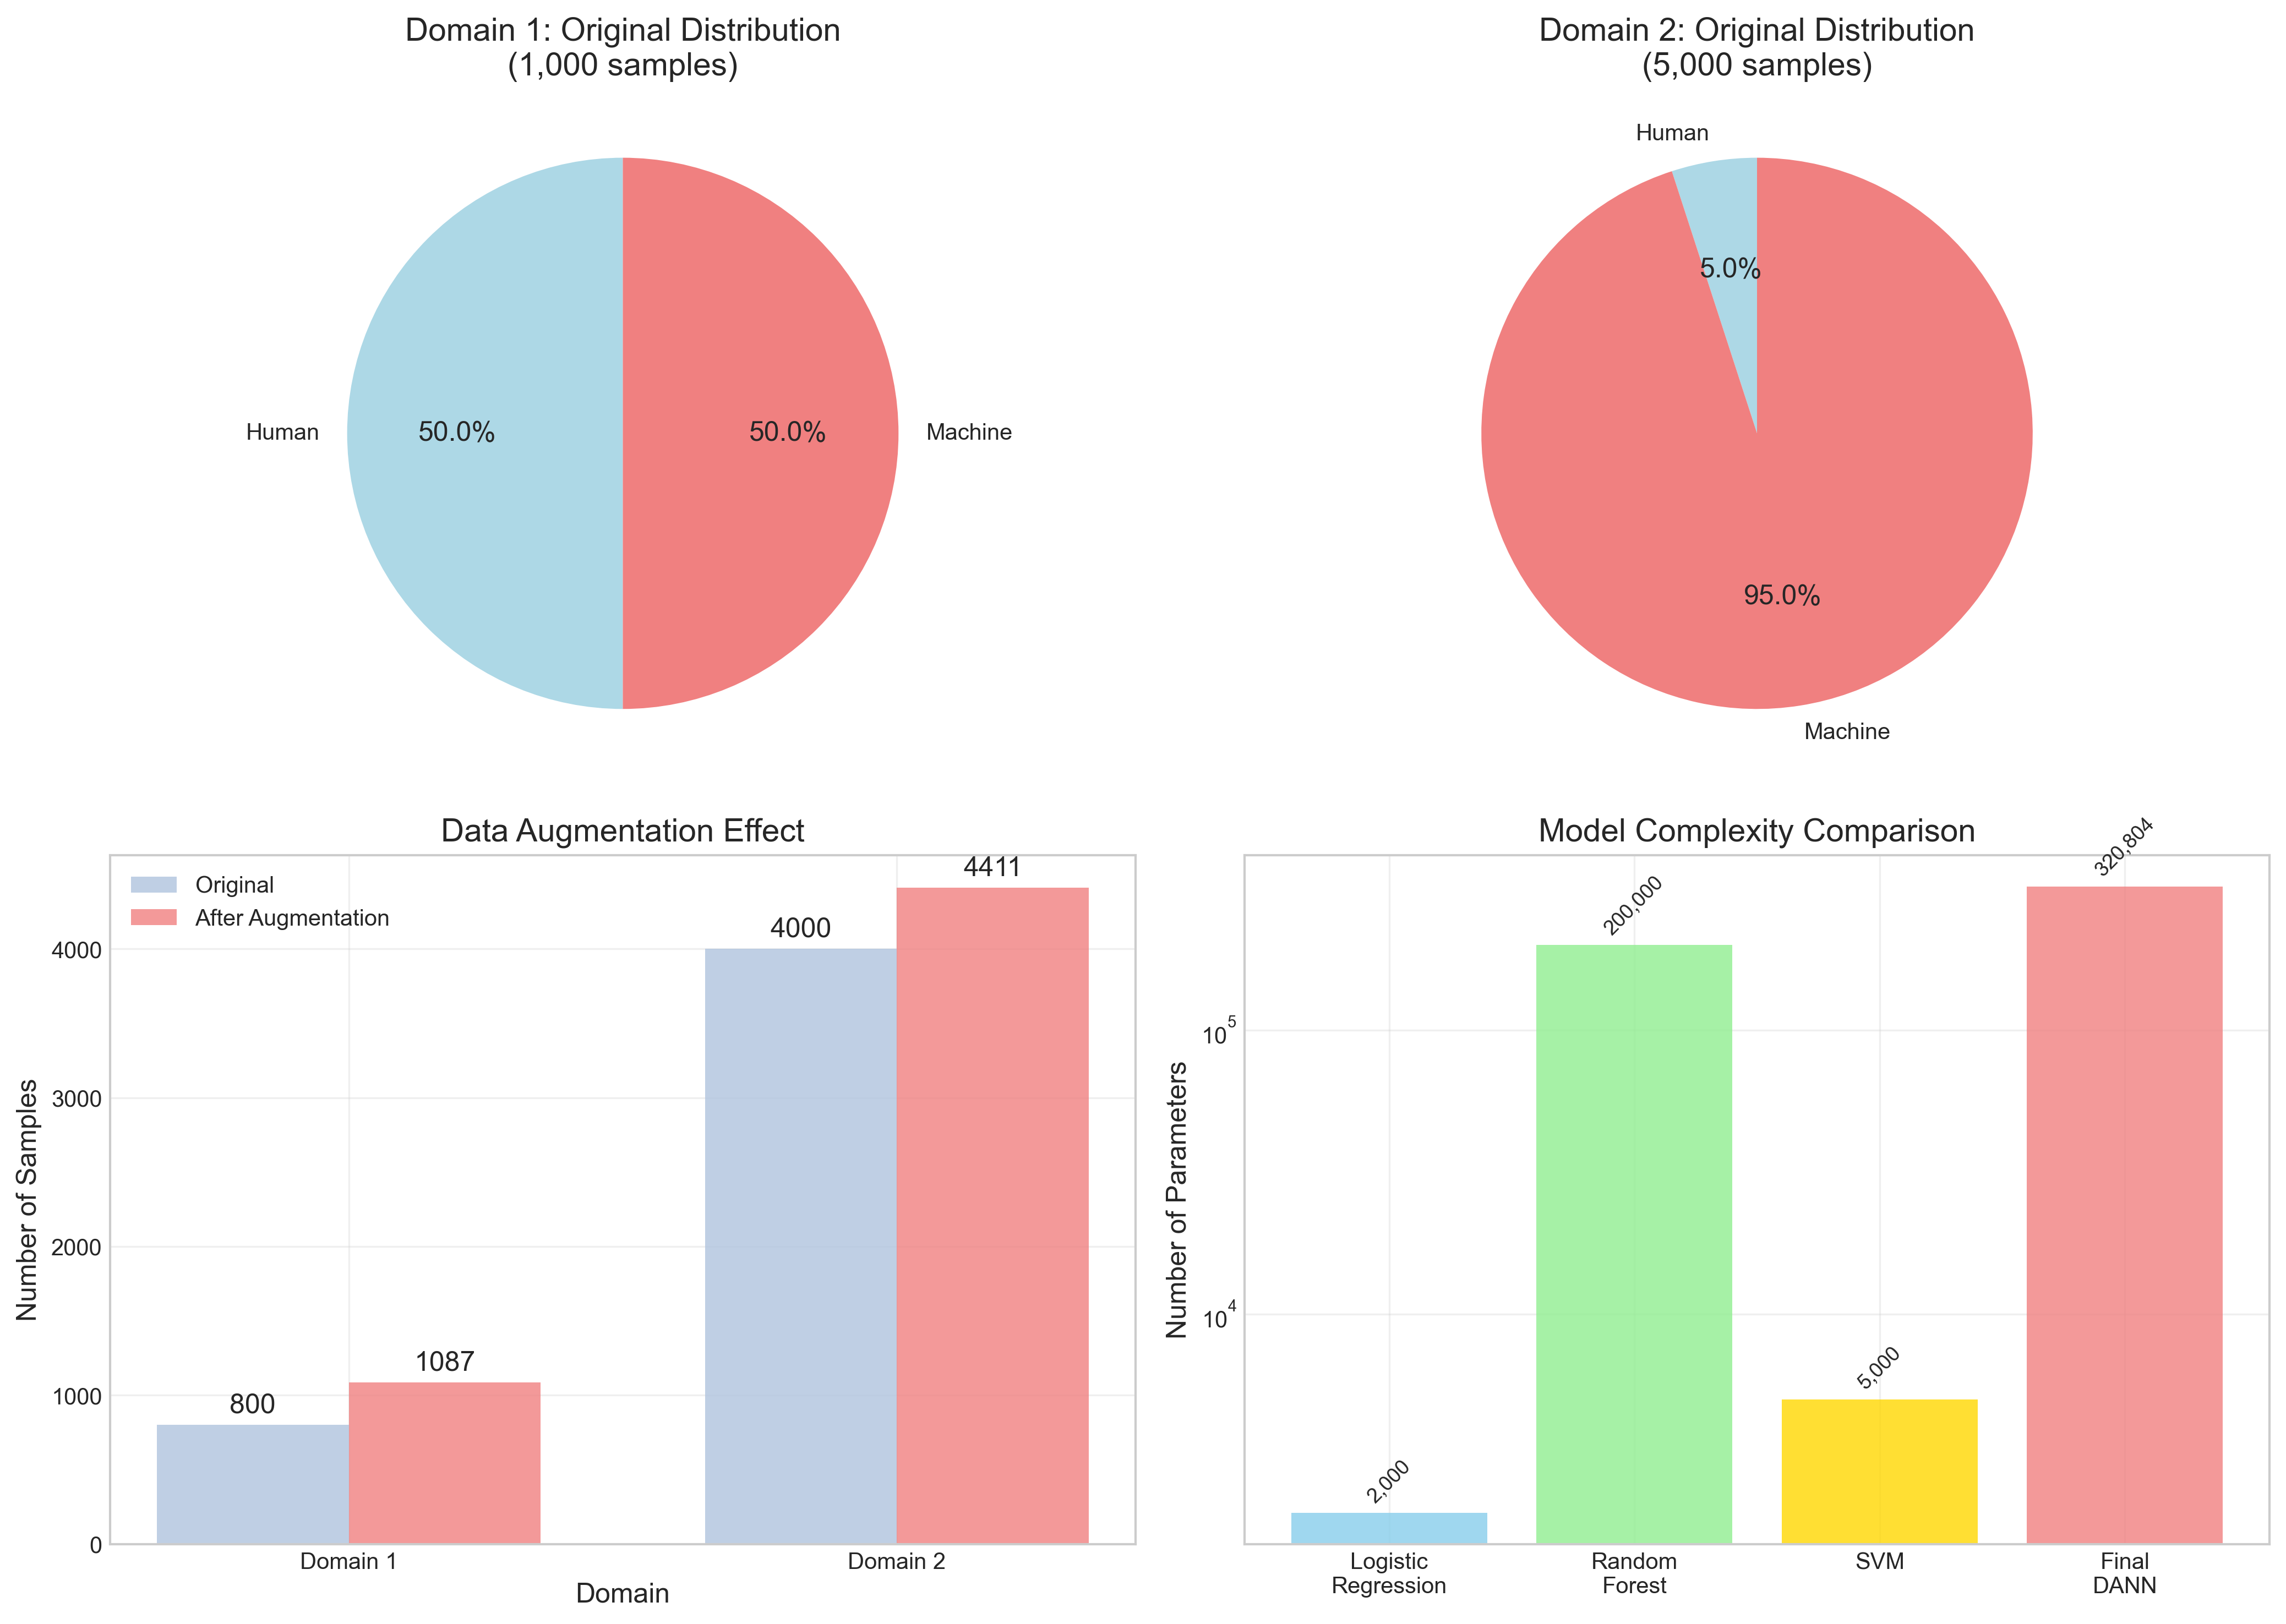 Domain 1: Original Distribution
(1,000 samples)
Human
50.0%
50.0%
Machine
Domain 2: Original Distribution
(5,000 samples)
Human
5.0%
95.0%
Machine
Data Augmentation Effect
Original
After Augmentation
Number of Samples
4000
3000
2000
1000
0
800
1087
4000
4411
Domain 1
Domain 2
Domain
Model Complexity Comparison
Number of Parameters
10^5
10^4
2,000
200,000
5,000
320,804
Logistic
Regression
Random
Forest
SVM
Final
DANN